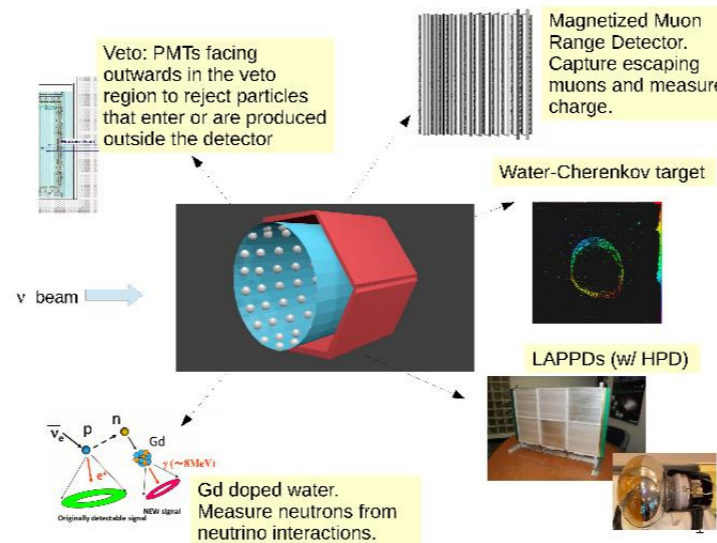 Veto: PMTs facing
outwards in the veto
region to reject particles
that enter or are produced
outside the detector
Magnetized Muon
Range Detector.
Capture escaping
muons and measure
charge.
Water-Cherenkov target
ν beam
LAPPDs (w/ HPD)
ν̅e
p
n
Gd
γ (~8MeV)
e+
Originally detectable signal
NEW signal
Gd doped water.
Measure neutrons from
neutrino interactions.